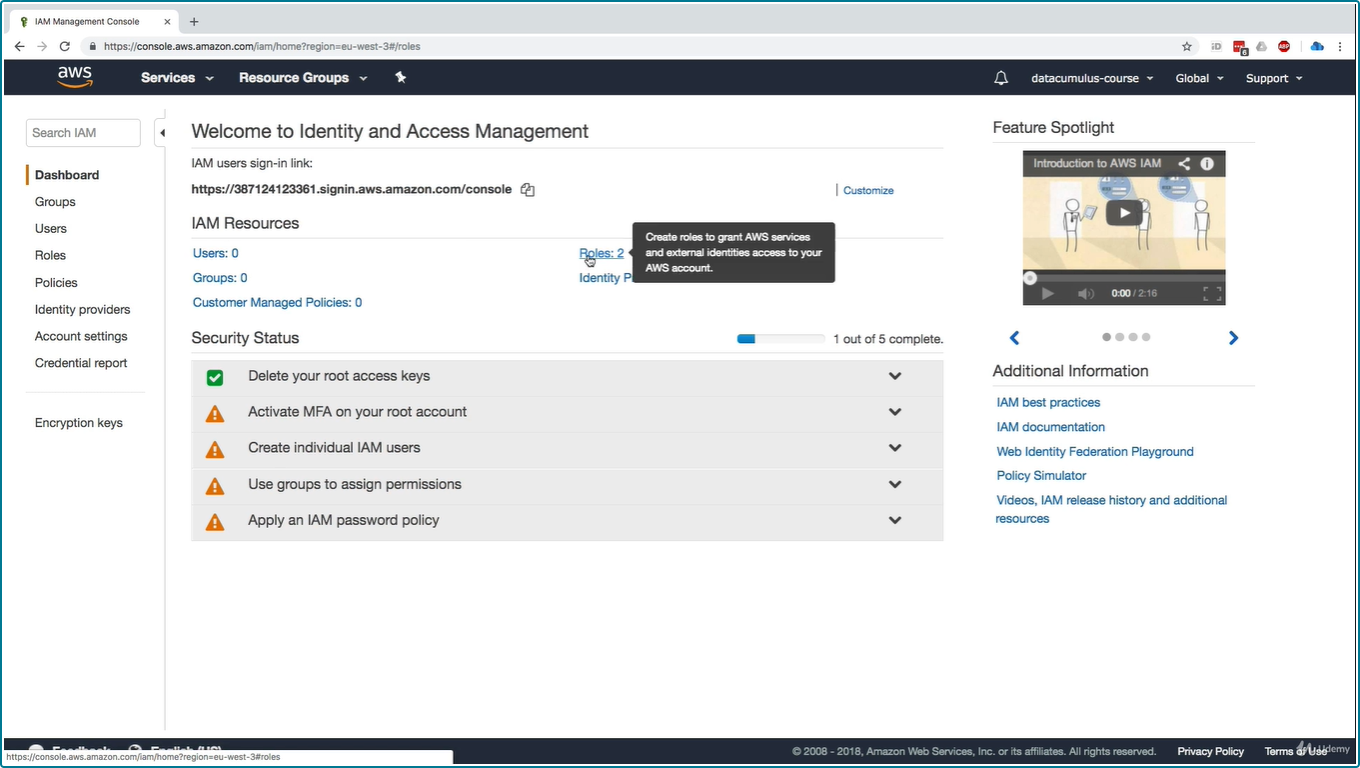 IAM Management Console
https://console.aws.amazon.com/iam/home?region=eu-west-3#/roles
aws
Services
Resource Groups
datacumulus-course
Global
Support
Search IAM
Dashboard
Groups
Users
Roles
Policies
Identity providers
Account settings
Credential report
Encryption keys
Welcome to Identity and Access Management
IAM users sign-in link:
https://387124123361.signin.aws.amazon.com/console
Customize
IAM Resources
Users: 0
Roles: 2
Groups: 0
Identity P
Customer Managed Policies: 0
Create roles to grant AWS services
and external identities access to your
AWS account.
Security Status
1 out of 5 complete.
Delete your root access keys
Activate MFA on your root account
Create individual IAM users
Use groups to assign permissions
Apply an IAM password policy
Feature Spotlight
Introduction to AWS IAM
0:00 / 2:16
Additional Information
IAM best practices
IAM documentation
Web Identity Federation Playground
Policy Simulator
Videos, IAM release history and additional
resources
Feedback
English (US)
https://console.aws.amazon.com/iam/home?region=eu-west-3#roles
© 2008 - 2018, Amazon Web Services, Inc. or its affiliates. All rights reserved.
Privacy Policy
Terms of Use
Udemy